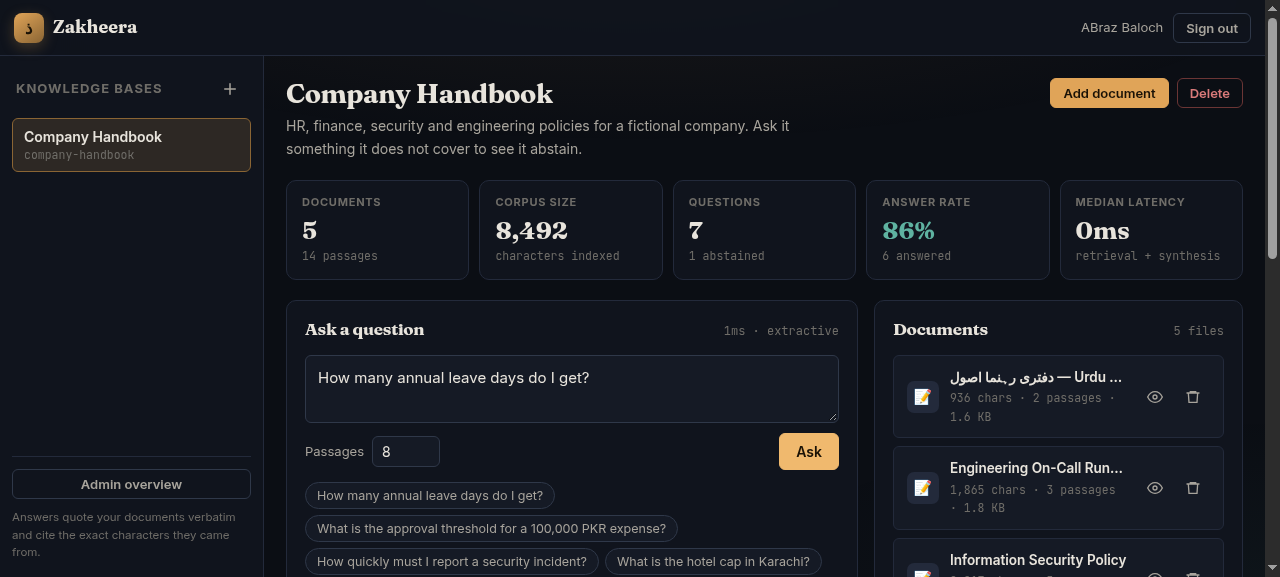 ذ
Zakheera
ABraz Baloch
Sign out
KNOWLEDGE BASES
Company Handbook
company-handbook
Admin overview
Answers quote your documents verbatim
and cite the exact characters they came
from.
Company Handbook
HR, finance, security and engineering policies for a fictional company. Ask it
something it does not cover to see it abstain.
Add document
Delete
DOCUMENTS
5
14 passages
CORPUS SIZE
8,492
characters indexed
QUESTIONS
7
1 abstained
ANSWER RATE
86%
6 answered
MEDIAN LATENCY
0ms
retrieval + synthesis
Ask a question
1ms · extractive
How many annual leave days do I get?
Passages
8
Ask
How many annual leave days do I get?
What is the approval threshold for a 100,000 PKR expense?
How quickly must I report a security incident?
What is the hotel cap in Karachi?
Documents
5 files
دفتری رہنما اصول — Urdu ...
936 chars · 2 passages ·
1.6 KB
Engineering On-Call Run...
1,865 chars · 3 passages
· 1.8 KB
Information Security Policy